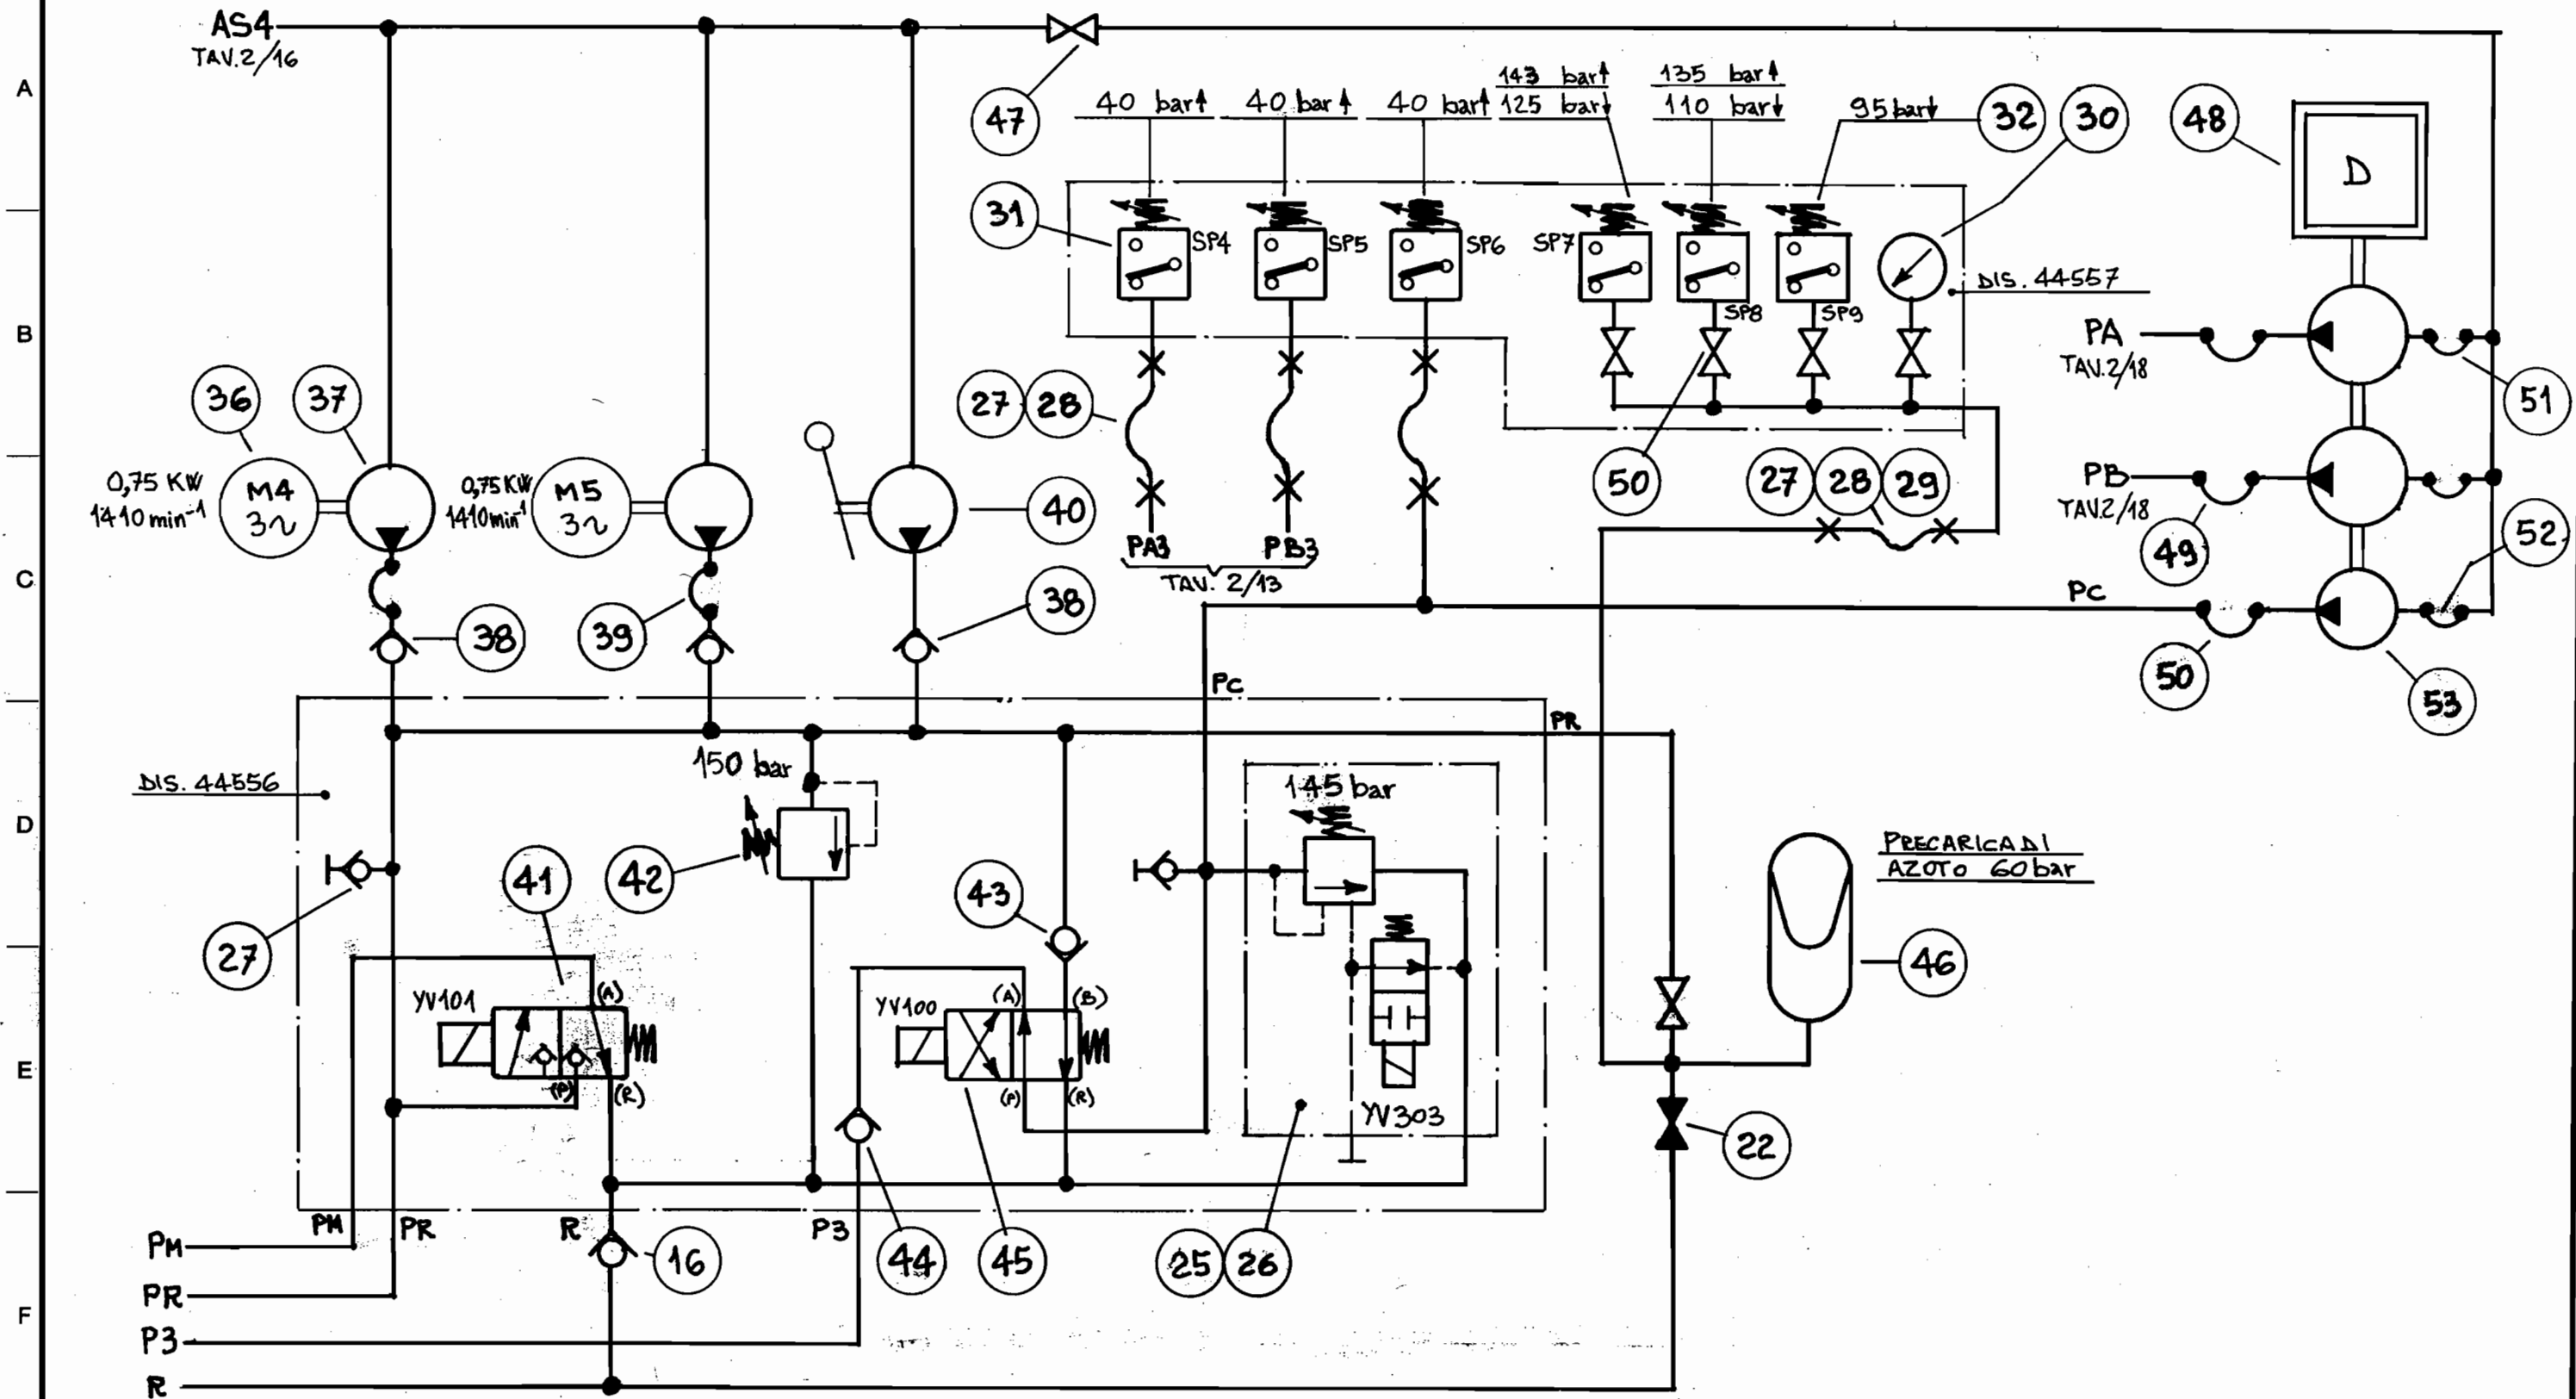 AS4
TAV.2/16
A
47
40 bar↑
40 bar↑
40 bar↑
143 bar↑
125 bar↓
135 bar↑
110 bar↓
95 bar↓
32
30
48
D
31
SP4
SP5
SP6
SP7
SP8
SP9
DIS. 44557
B
PA
TAV.2/18
51
36
37
27
28
0,75 KW
1410 min⁻¹
M4
3~
0,75 KW
1410 min⁻¹
M5
3~
40
50
27
28
29
PB
TAV.2/18
49
52
C
PA3
PB3
TAV. 2/13
38
39
38
PC
50
53
PC
PR
150 bar
DIS. 44556
145 bar
D
41
42
43
PRECARICA DI
AZOTO 60 bar
27
46
YV101
(A)
(P)
(R)
YV100
(A)
(B)
(P)
(R)
E
YV303
22
PM
PR
R
P3
16
44
45
25
26
PM
PR
F
P3
R